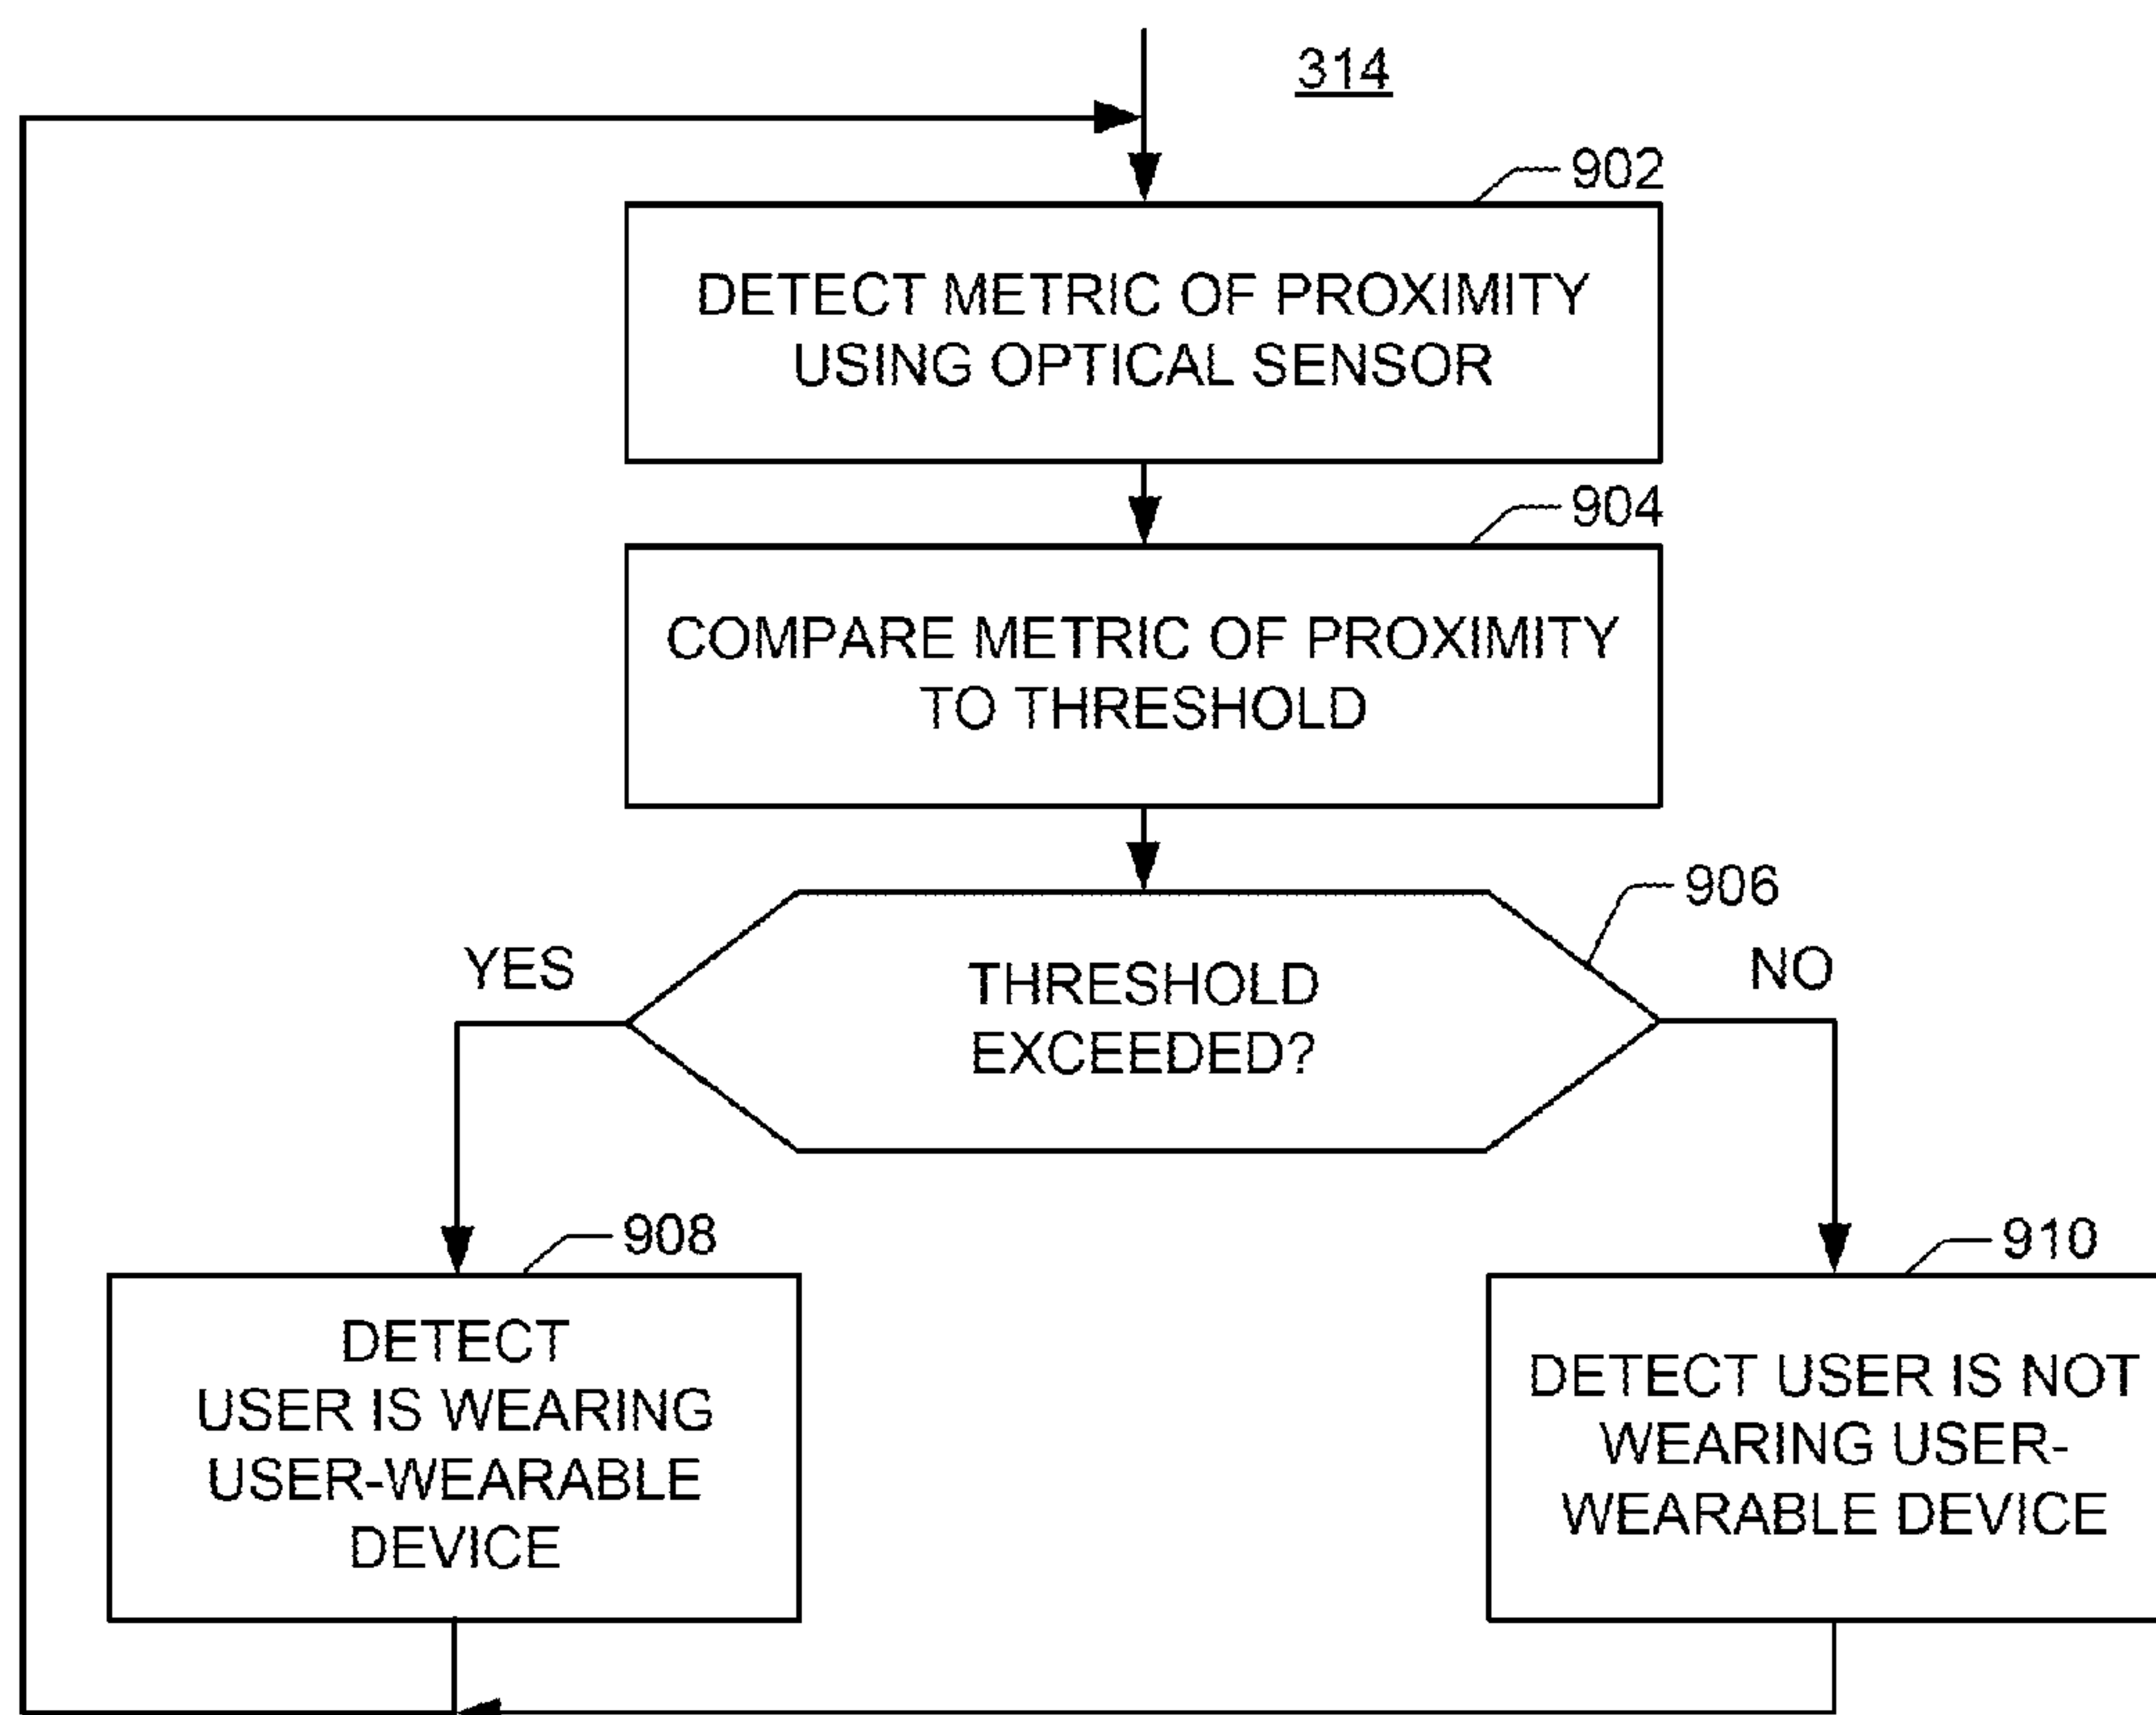 314
902
DETECT METRIC OF PROXIMITY
USING OPTICAL SENSOR
904
COMPARE METRIC OF PROXIMITY
TO THRESHOLD
906
YES
NO
THRESHOLD
EXCEEDED?
908
910
DETECT
USER IS WEARING
USER-WEARABLE
DEVICE
DETECT USER IS NOT
WEARING USER-
WEARABLE DEVICE